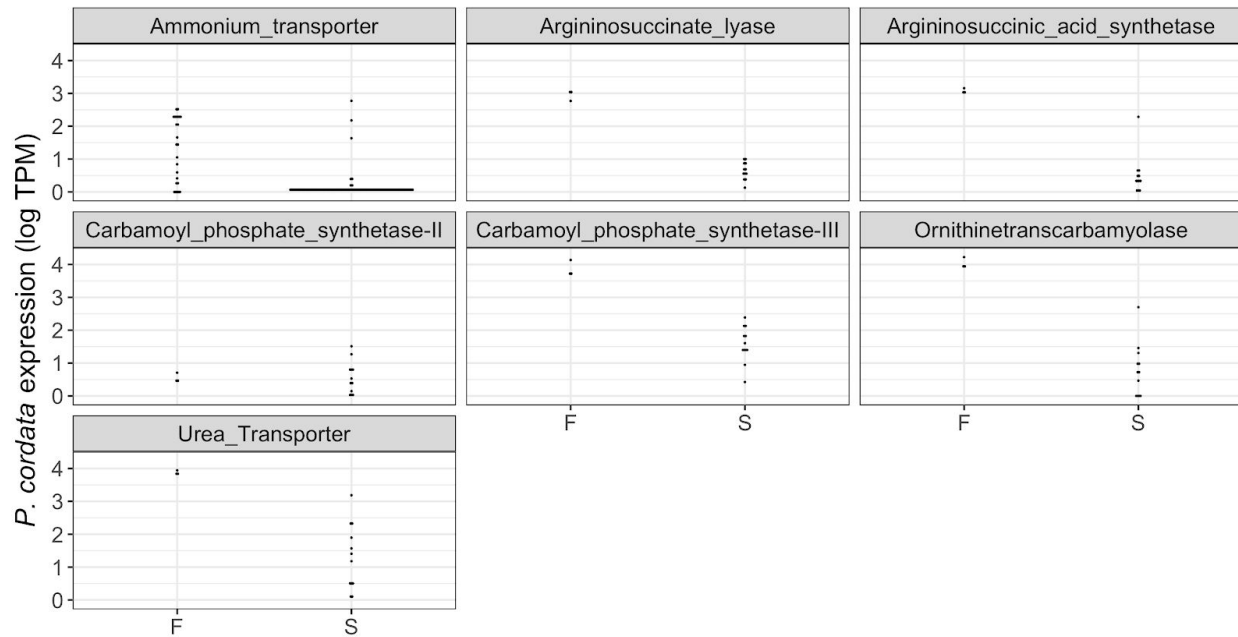 Ammonium_transporter
Argininosuccinate_lyase
Argininosuccinic_acid_synthetase
4
3
2
1
0
Carbamoyl_phosphate_synthetase-II
Carbamoyl_phosphate_synthetase-III
Ornithinetranscarbamyolase
4
3
2
1
0
F
S
F
S
Urea_Transporter
4
3
2
1
0
F
S
P. cordata expression (log TPM)